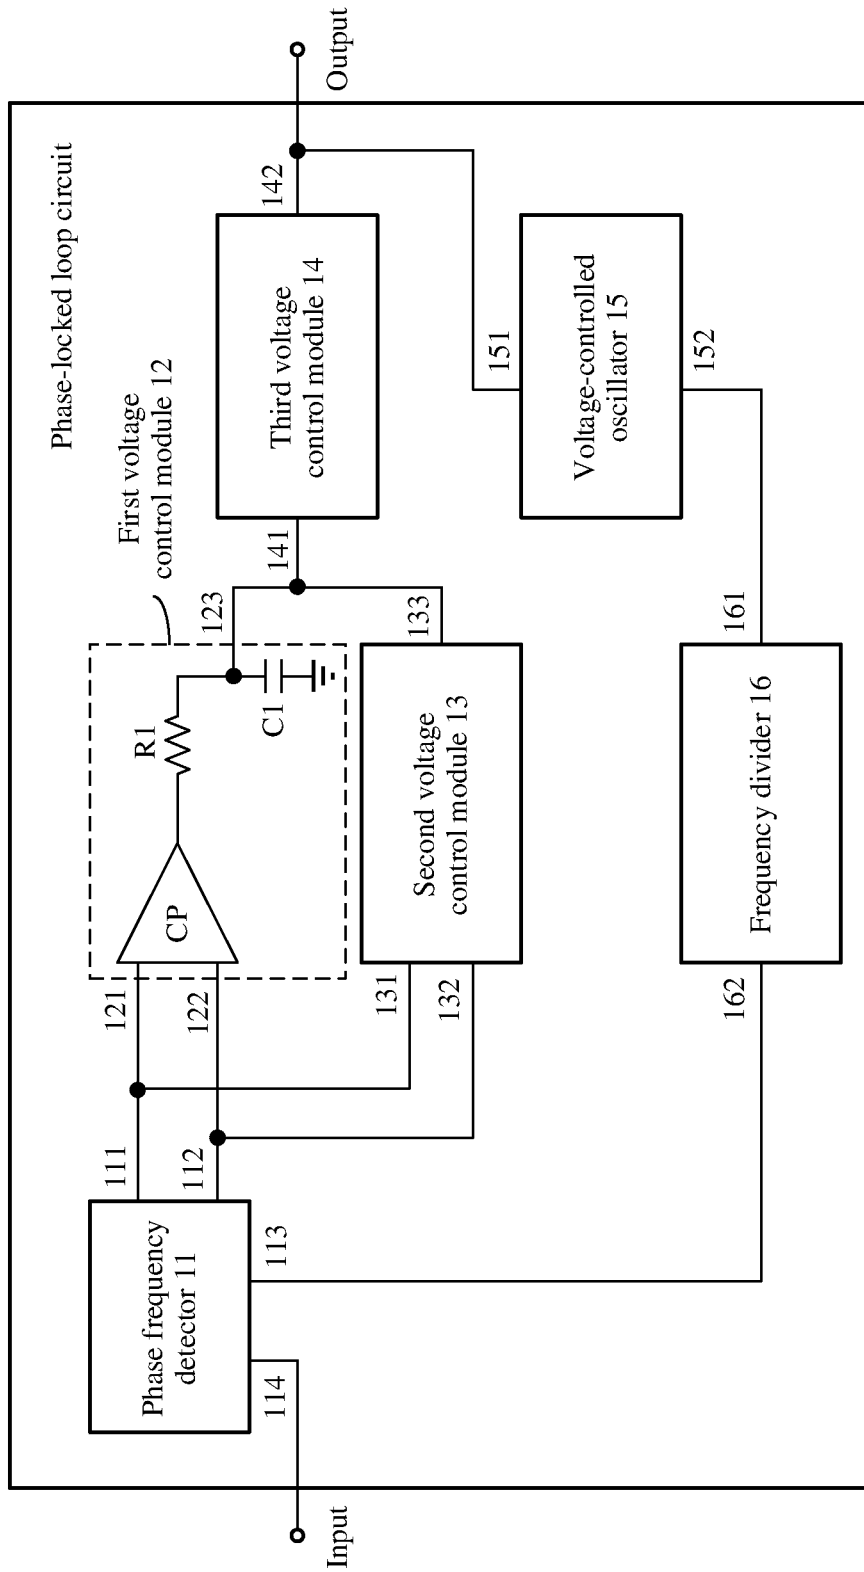 Phase-locked loop circuit
First voltage
control module 12
Input
114
Phase frequency
detector 11
111
112
113
121
122
CP
R1
C1
123
131
132
Second voltage
control module 13
133
141
Third voltage
control module 14
142
Output
151
Voltage-controlled
oscillator 15
152
161
Frequency divider 16
162